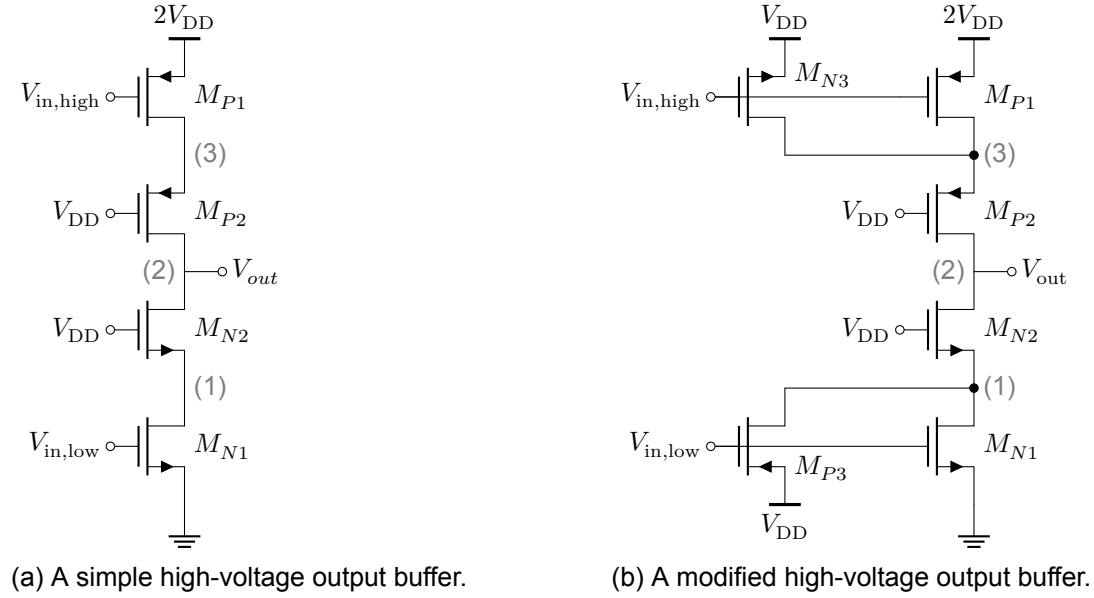 2V_DD
V_in,high
M_P1
(3)
V_DD
M_P2
(2)
V_out
V_DD
M_N2
(1)
V_in,low
M_N1
(a) A simple high-voltage output buffer.
V_DD
2V_DD
M_N3
V_in,high
M_P1
(3)
V_DD
M_P2
(2)
V_out
V_DD
M_N2
(1)
V_in,low
M_P3
M_N1
V_DD
(b) A modified high-voltage output buffer.